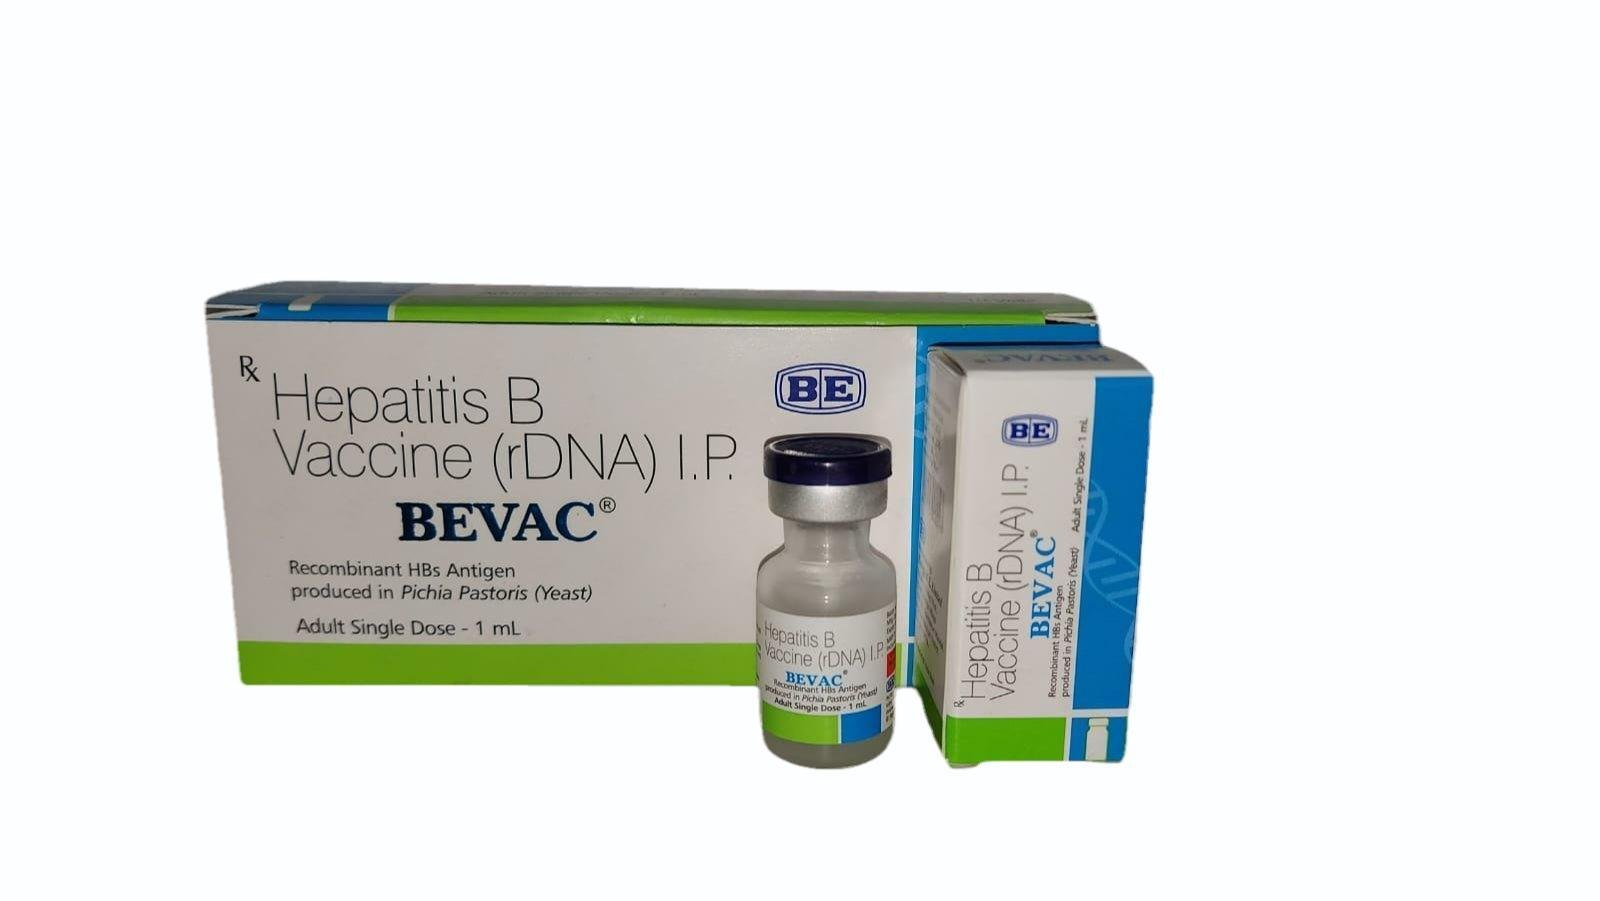 Rx
Hepatitis B
Vaccine (rDNA) I.P.
BEVAC®
Recombinant HBs Antigen
produced in Pichia Pastoris (Yeast)
Adult Single Dose - 1 mL
BE
Hepatitis B
Vaccine (rDNA) I.P.
BEVAC®
Recombinant HBs Antigen
produced in Pichia Pastoris (Yeast)
Adult Single Dose - 1 mL
BEVAC®
BE
Rx
Hepatitis B
Vaccine (rDNA) I.P.
BEVAC®
Recombinant HBs Antigen
produced in Pichia Pastoris (Yeast)
Adult Single Dose - 1 mL